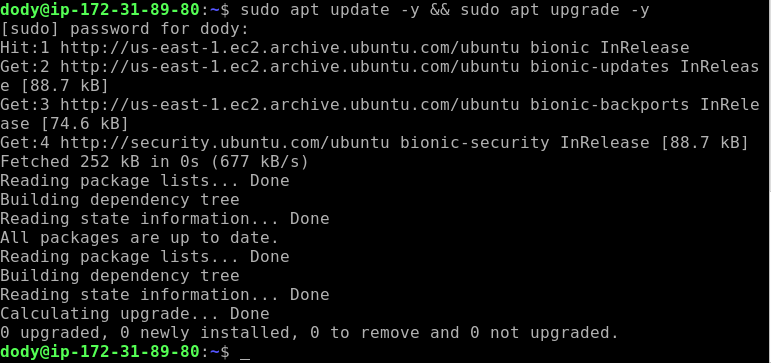 dody@ip-172-31-89-80:~$ sudo apt update -y && sudo apt upgrade -y
[sudo] password for dody:
Hit:1 http://us-east-1.ec2.archive.ubuntu.com/ubuntu bionic InRelease
Get:2 http://us-east-1.ec2.archive.ubuntu.com/ubuntu bionic-updates InReleas
e [88.7 kB]
Get:3 http://us-east-1.ec2.archive.ubuntu.com/ubuntu bionic-backports InRele
ase [74.6 kB]
Get:4 http://security.ubuntu.com/ubuntu bionic-security InRelease [88.7 kB]
Fetched 252 kB in 0s (677 kB/s)
Reading package lists... Done
Building dependency tree
Reading state information... Done
All packages are up to date.
Reading package lists... Done
Building dependency tree
Reading state information... Done
Calculating upgrade... Done
0 upgraded, 0 newly installed, 0 to remove and 0 not upgraded.
dody@ip-172-31-89-80:~$ _